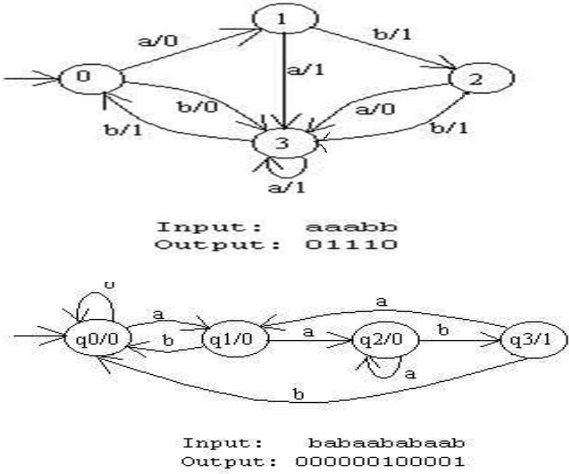 1
a/0
b/1
a/1
0
2
b/0
a/0
b/1
3
b/1
a/1
Input: aaabb
Output: 01110
a
a
b
a
b
q0/0
q1/0
q2/0
q3/1
a
b
Input: babaababaab
Output: 000000100001